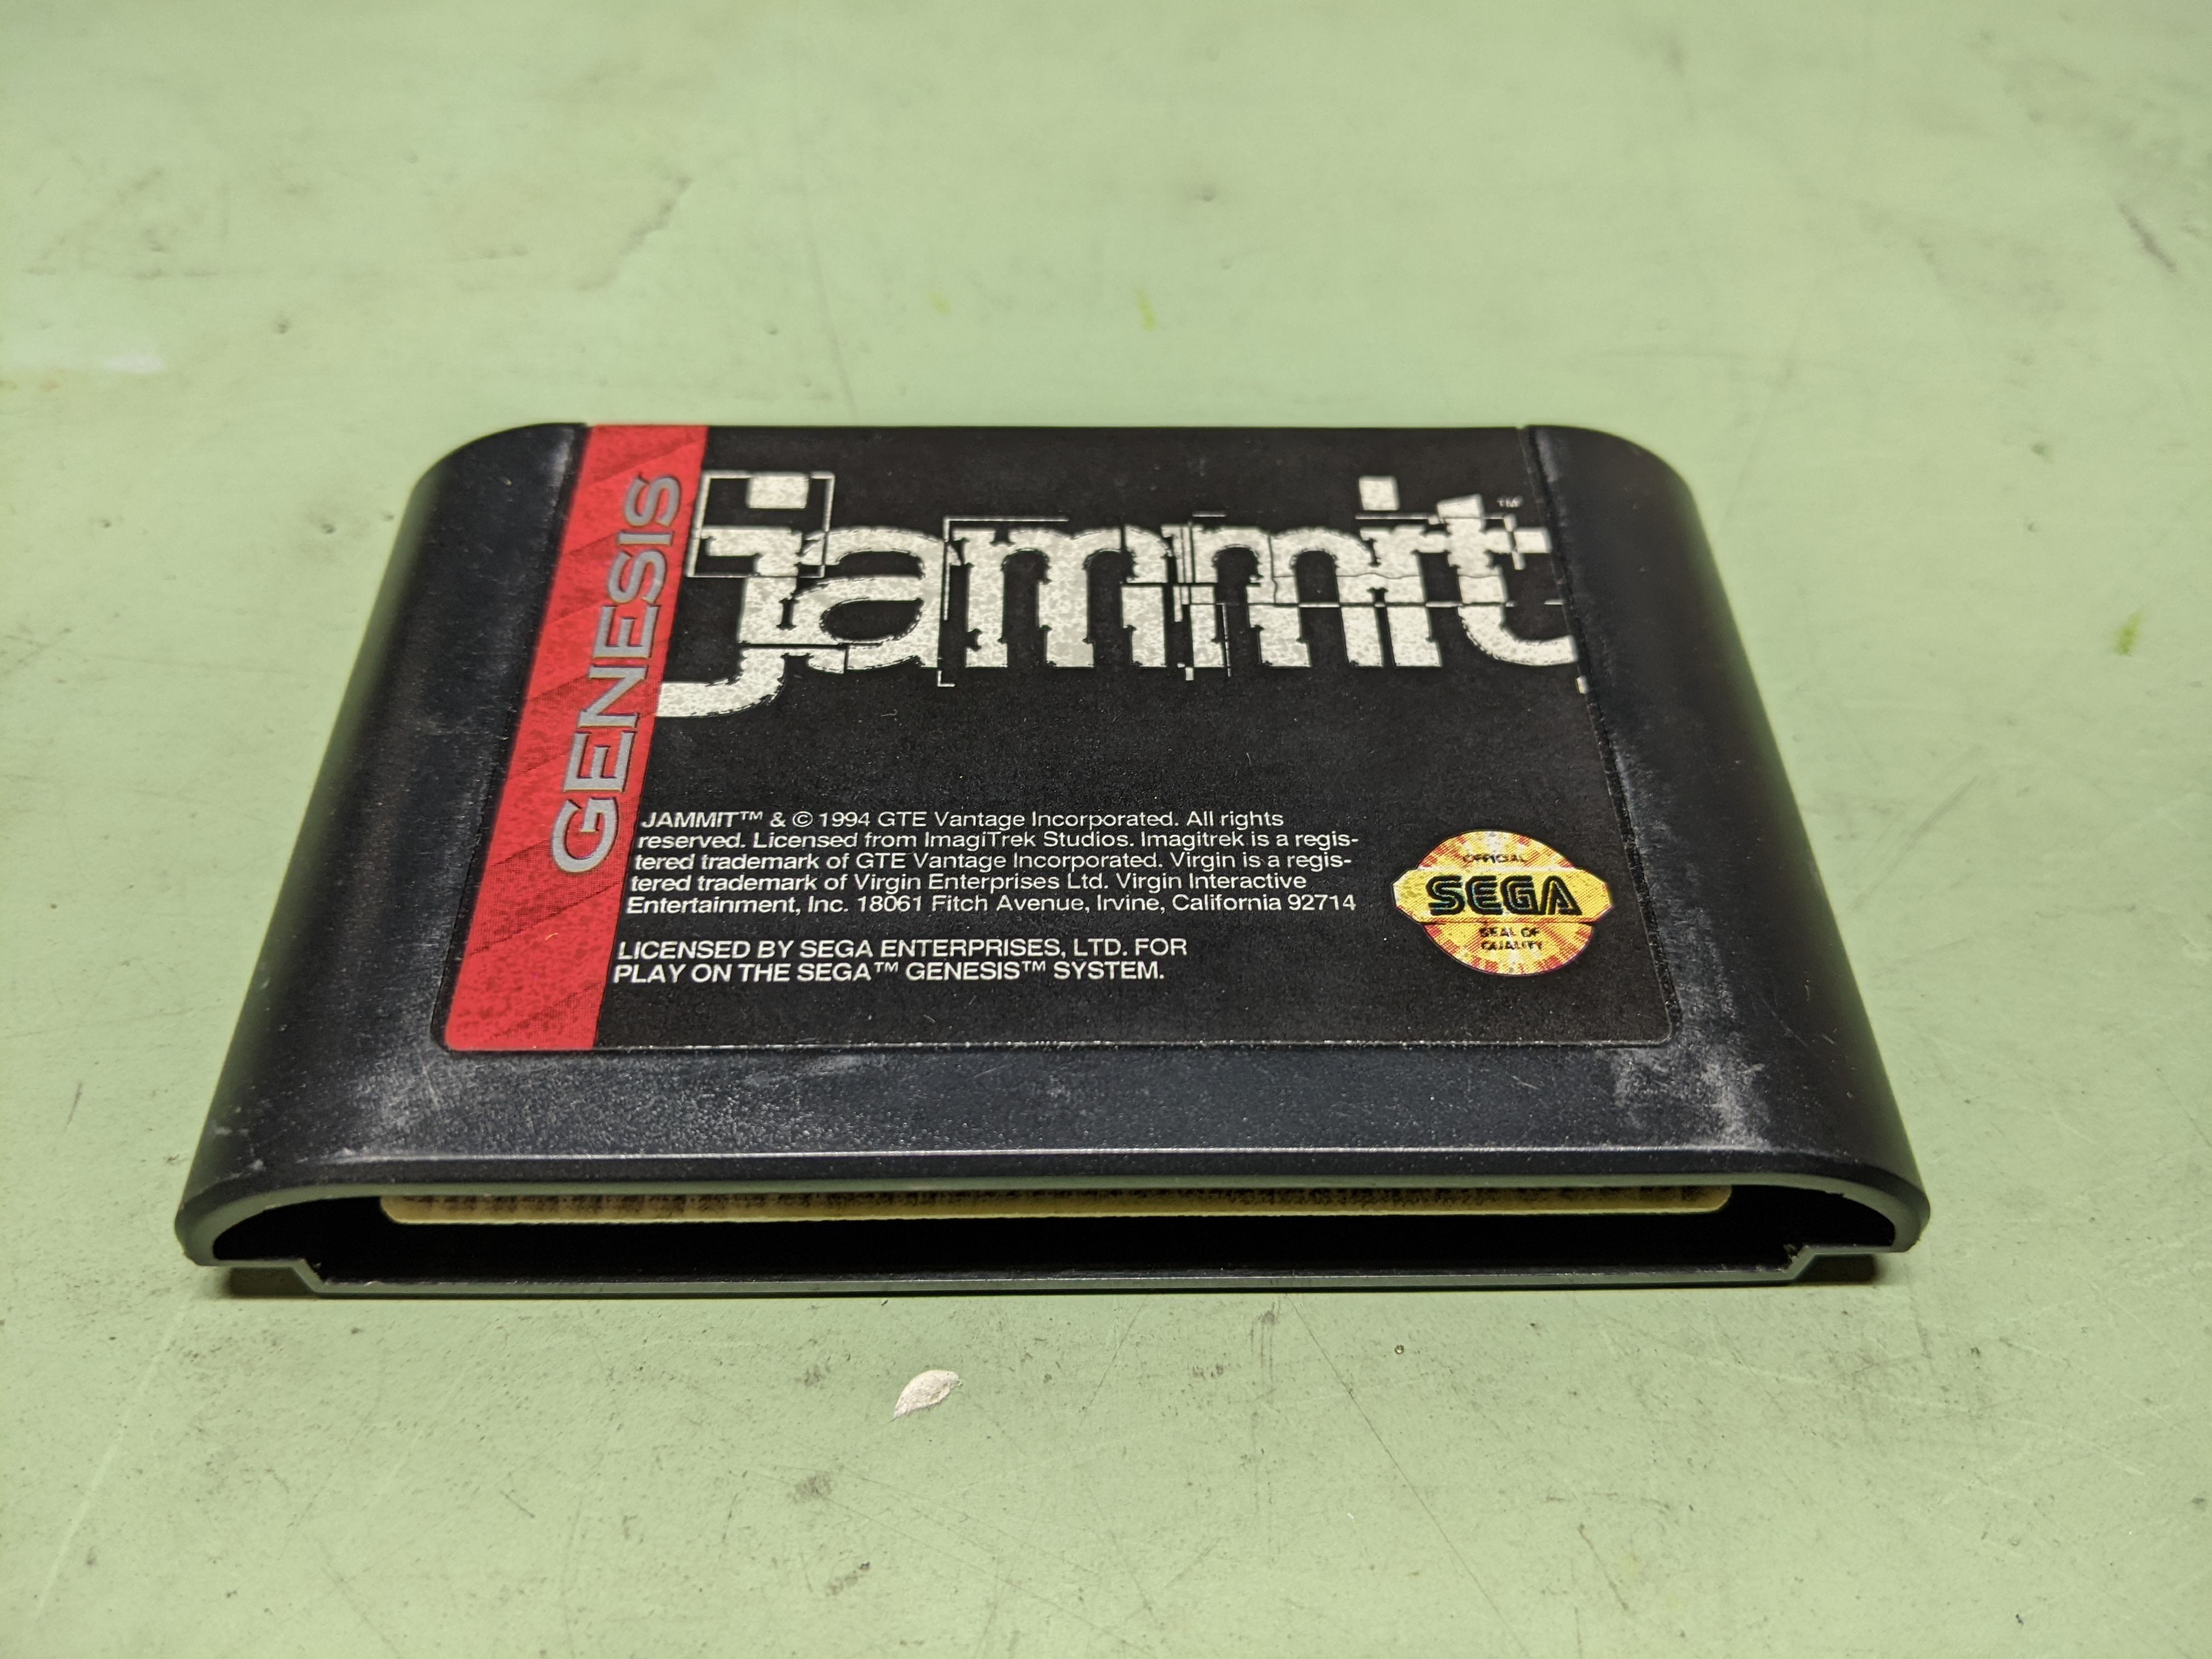 GENESIS
jammit™
JAMMIT™ & © 1994 GTE Vantage Incorporated. All rights
reserved. Licensed from ImagiTrek Studios. Imagitrek is a regis-
tered trademark of GTE Vantage Incorporated. Virgin is a regis-
tered trademark of Virgin Enterprises Ltd. Virgin Interactive
Entertainment, Inc. 18061 Fitch Avenue, Irvine, California 92714
LICENSED BY SEGA ENTERPRISES, LTD. FOR
PLAY ON THE SEGA™ GENESIS™ SYSTEM.
OFFICIAL
SEGA
SEAL OF
QUALITY